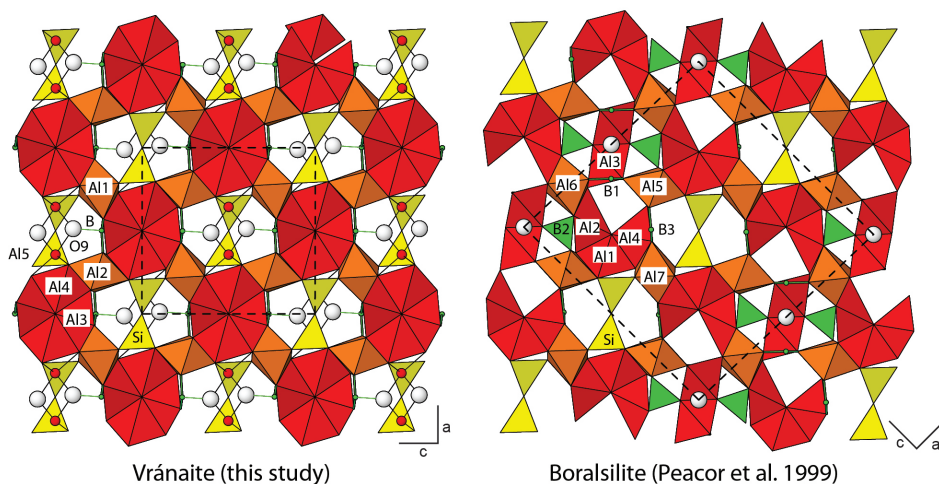 Al1
B
O9
Al5
Al2
Al4
Al3
Si
a
c
Vránaite (this study)
Al3
Al6
Al5
B1
B2
Al2
Al4
B3
Al1
Al7
Si
c
a
Boralsilite (Peacor et al. 1999)